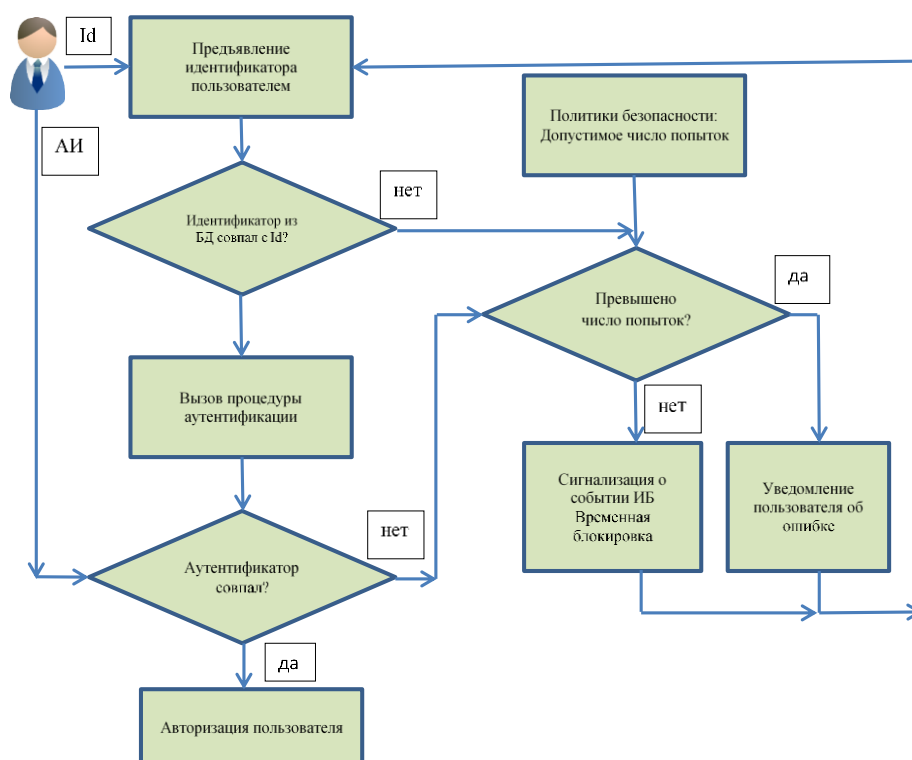 Id
Предъявление
идентификатора
пользователем
АИ
Политики безопасности:
Допустимое число попыток
нет
Идентификатор из
БД совпал с Id?
да
Превышено
число попыток?
Вызов процедуры
аутентификации
нет
Сигнализация о
событии ИБ
Временная
блокировка
Уведомление
пользователя об
ошибке
нет
Аутентификатор
совпал?
да
Авторизация пользователя